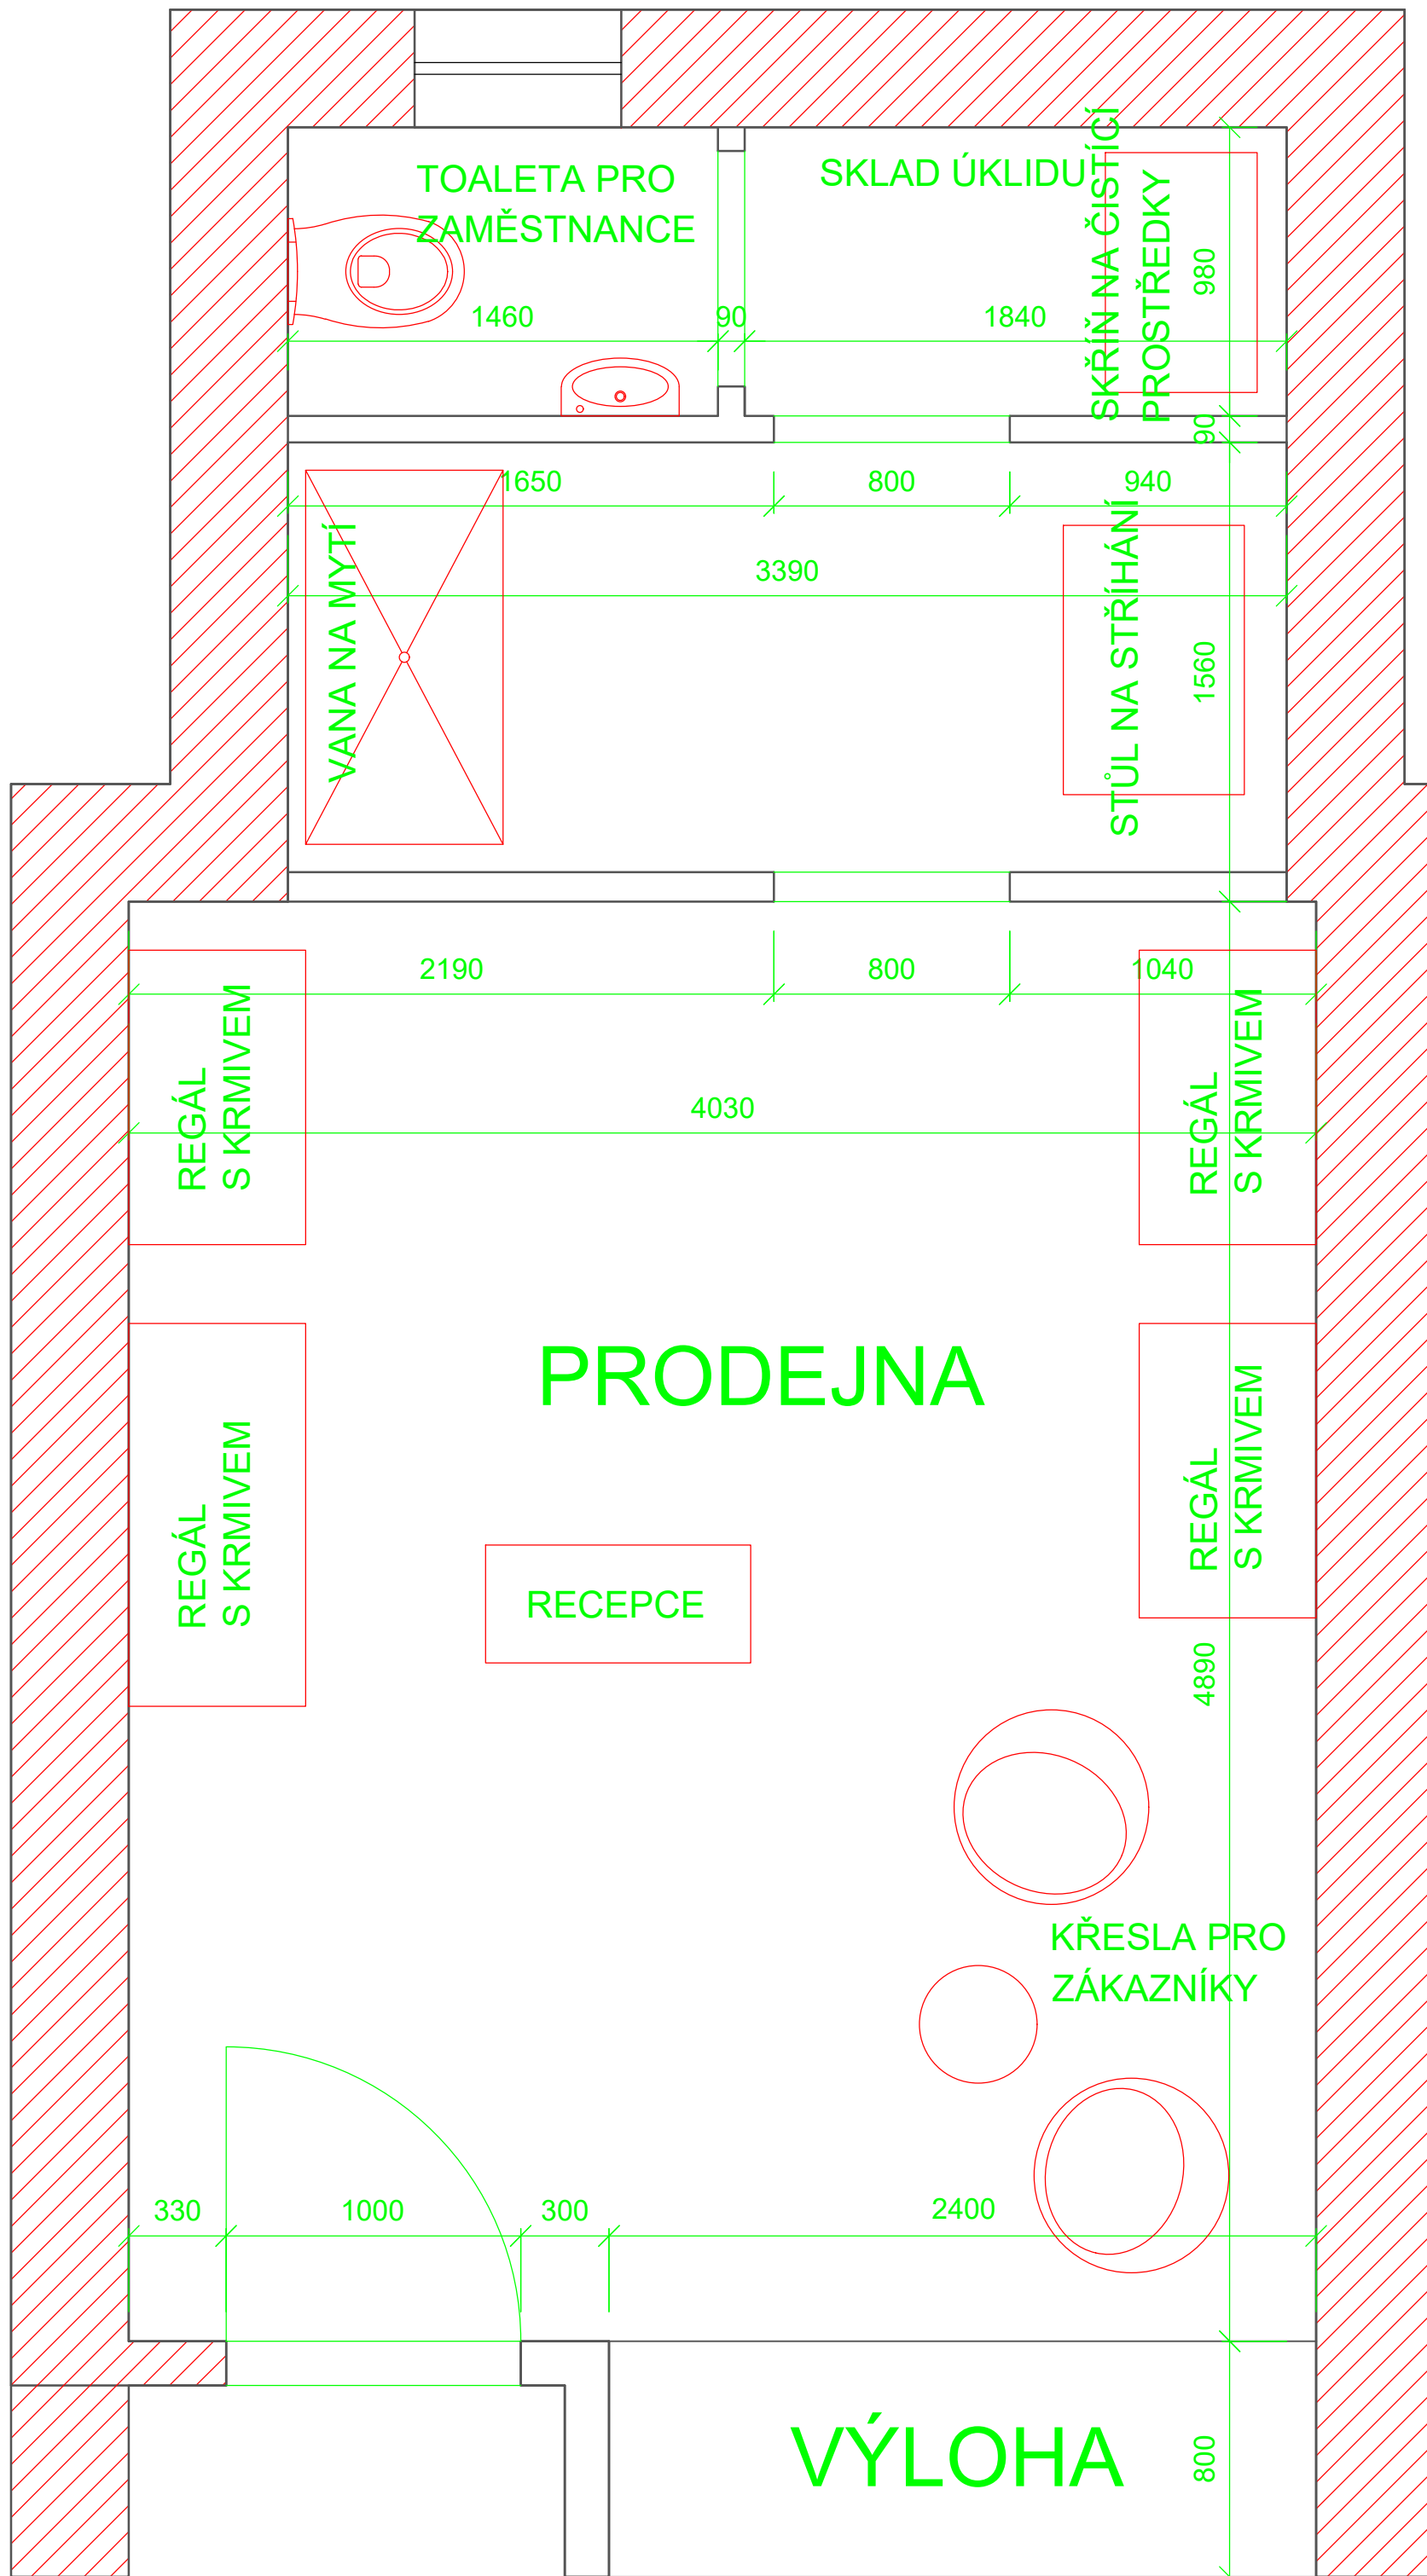 TOALETA PRO
ZAMĚSTNANCE
SKLAD ÚKLIDU
SKŘÍŇ NA ČISTÍCÍ
PROSTŘEDKY
980
1460
90
1840
90
1650
800
940
3390
VANA NA MYTÍ
STŮL NA STŘÍHÁNÍ
1560
2190
800
1040
4030
REGÁL
S KRMIVEM
REGÁL
S KRMIVEM
PRODEJNA
REGÁL
S KRMIVEM
REGÁL
S KRMIVEM
RECEPCE
4890
KŘESLA PRO
ZÁKAZNÍKY
330
1000
300
2400
VÝLOHA
800